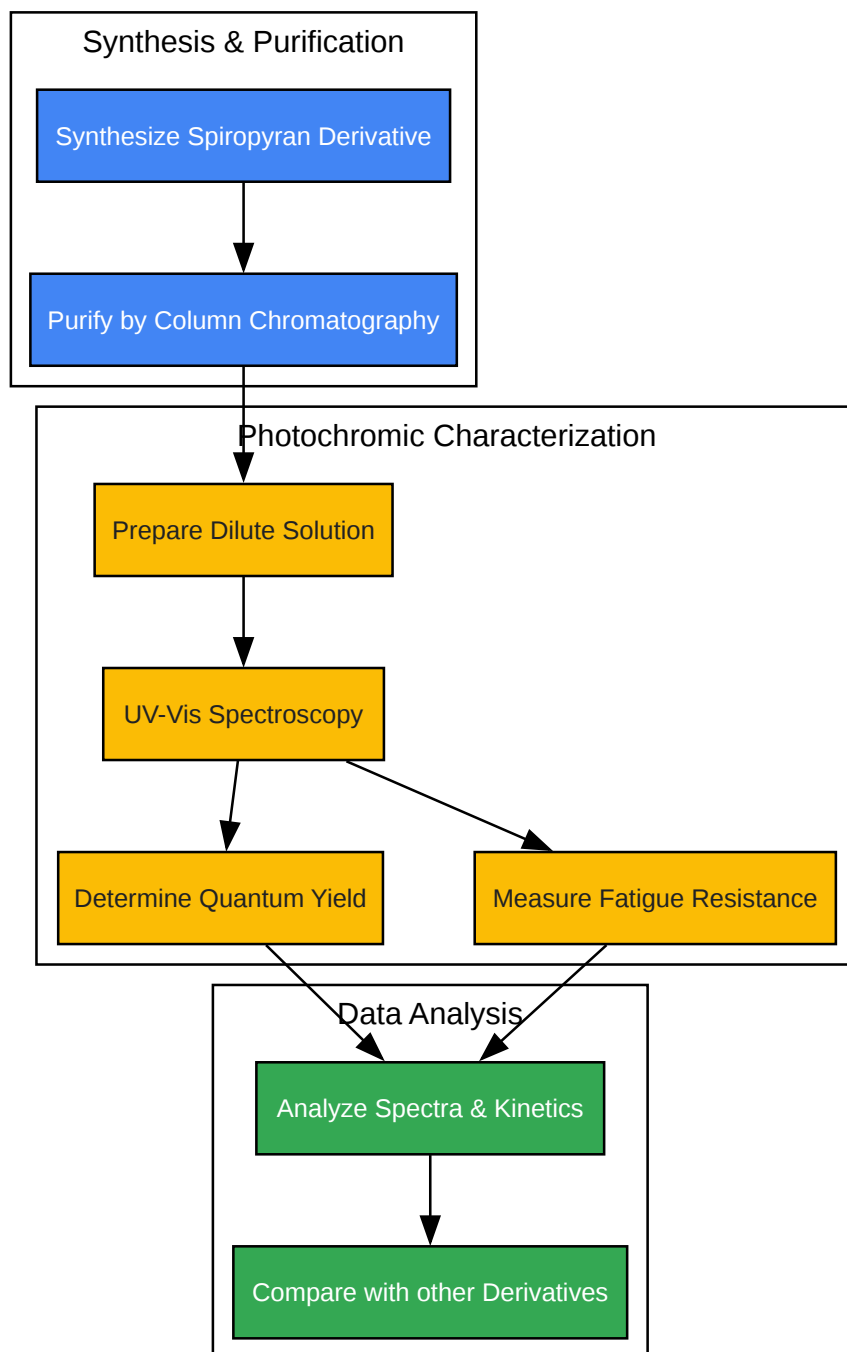 Synthesis & Purification
Synthesize Spiropyran Derivative
Purify by Column Chromatography
Photochromic Characterization
Prepare Dilute Solution
UV-Vis Spectroscopy
Determine Quantum Yield
Measure Fatigue Resistance
Data Analysis
Analyze Spectra & Kinetics
Compare with other Derivatives